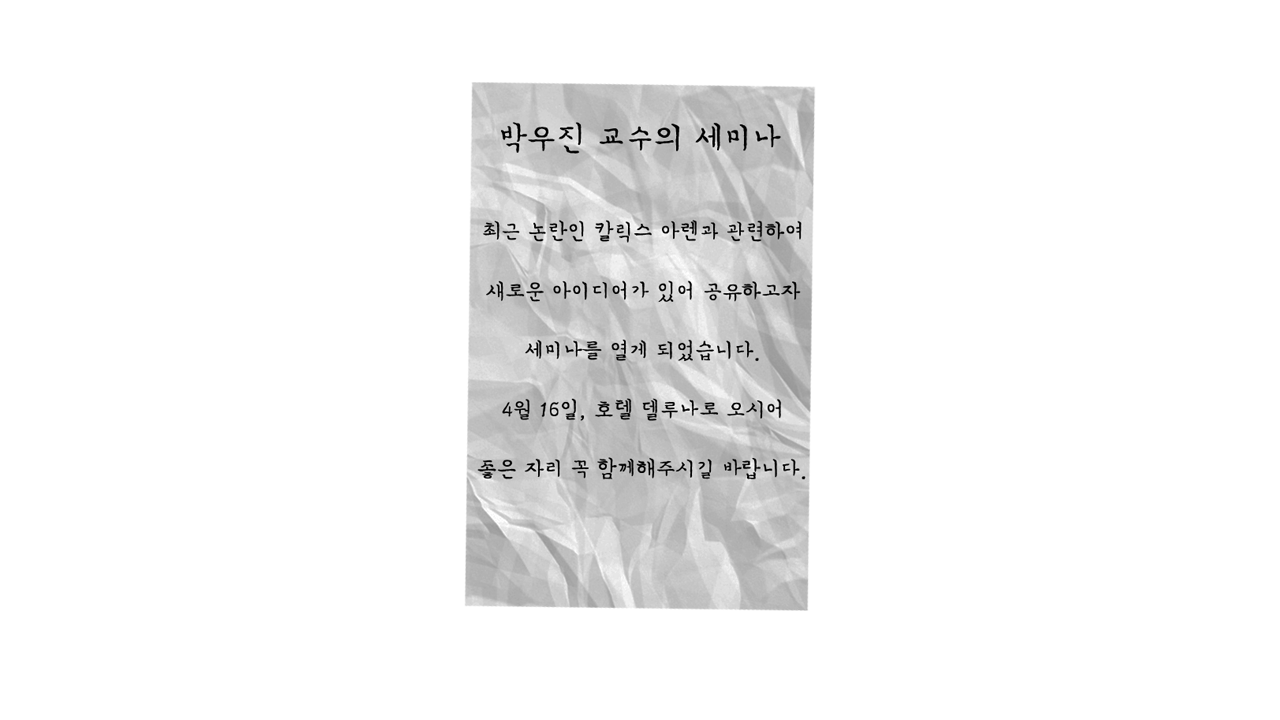 박우진 교수의 세미나
최근 논란인 칼릭스 아렌과 관련하여
새로운 아이디어가 있어 공유하고자
세미나를 열게 되었습니다.
4월 16일, 호텔 델루나로 오시어
좋은 자리 꼭 함께해주시길 바랍니다.